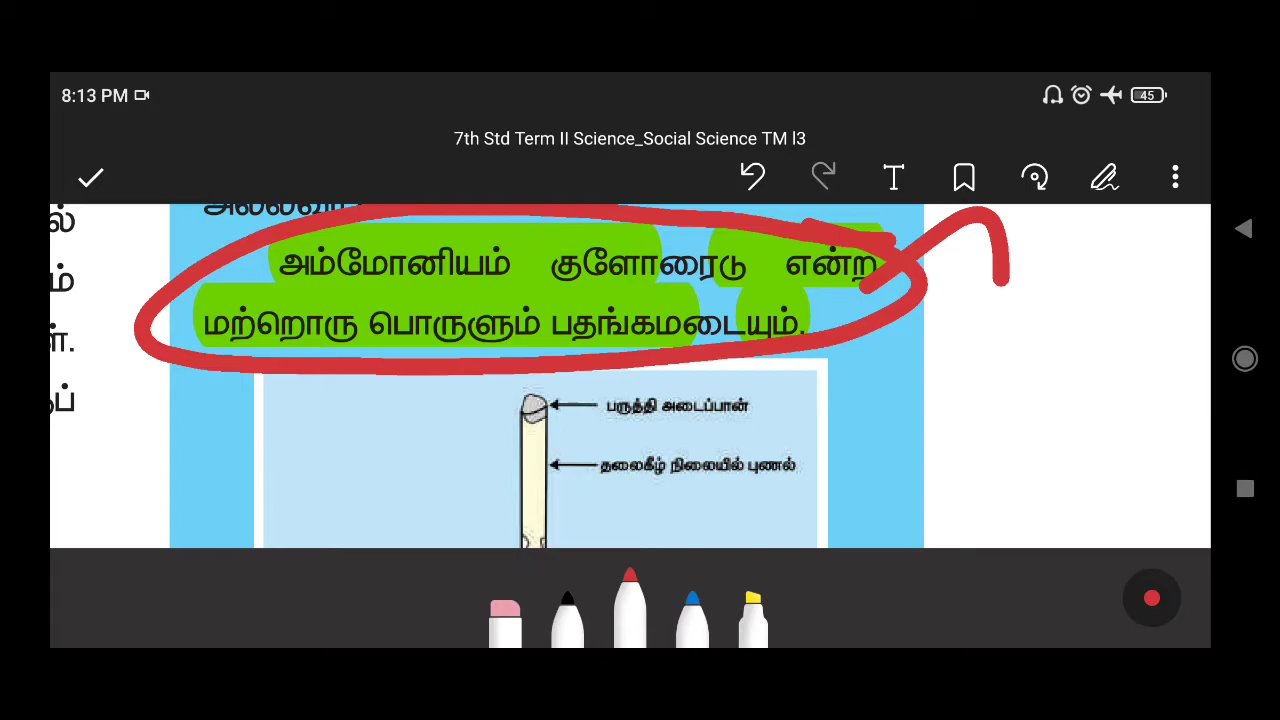 8:13 PM
45
7th Std Term II Science_Social Science TM l3
ல்
அம்மோனியம் குளோரைடு என்ற
ம்
மற்றொரு பொருளும் பதங்கமடையும்.
ள்.
பருத்தி அடைப்பான்
தலைகீழ் நிலையில் புனல்